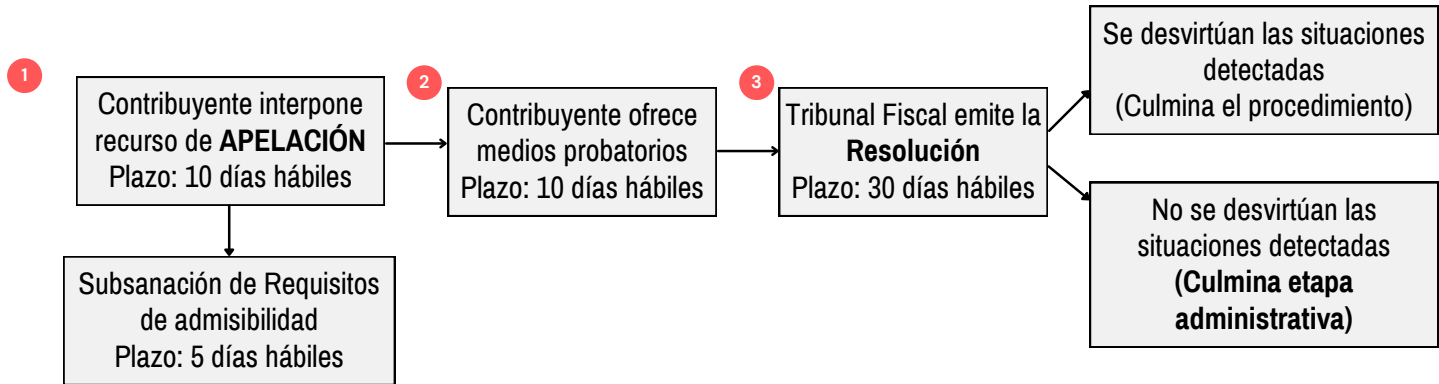 1
Contribuyente interpone
recurso de APELACIÓN
Plazo: 10 días hábiles
Subsanación de Requisitos
de admisibilidad
Plazo: 5 días hábiles
2
Contribuyente ofrece
medios probatorios
Plazo: 10 días hábiles
3
Tribunal Fiscal emite la
Resolución
Plazo: 30 días hábiles
Se desvirtúan las situaciones
detectadas
(Culmina el procedimiento)
No se desvirtúan las
situaciones detectadas
(Culmina etapa
administrativa)